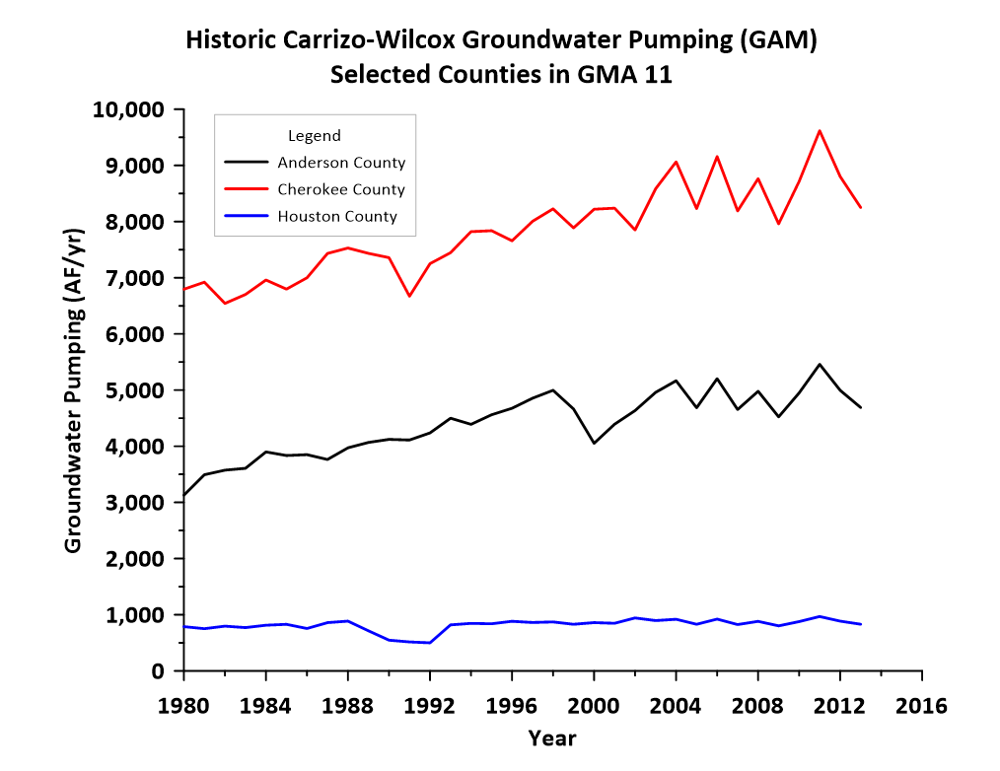 Historic Carrizo-Wilcox Groundwater Pumping (GAM)
Selected Counties in GMA 11
Legend
Anderson County
Cherokee County
Houston County
Groundwater Pumping (AF/yr)
10,000
9,000
8,000
7,000
6,000
5,000
4,000
3,000
2,000
1,000
0
1980 1984 1988 1992 1996 2000 2004 2008 2012 2016
Year